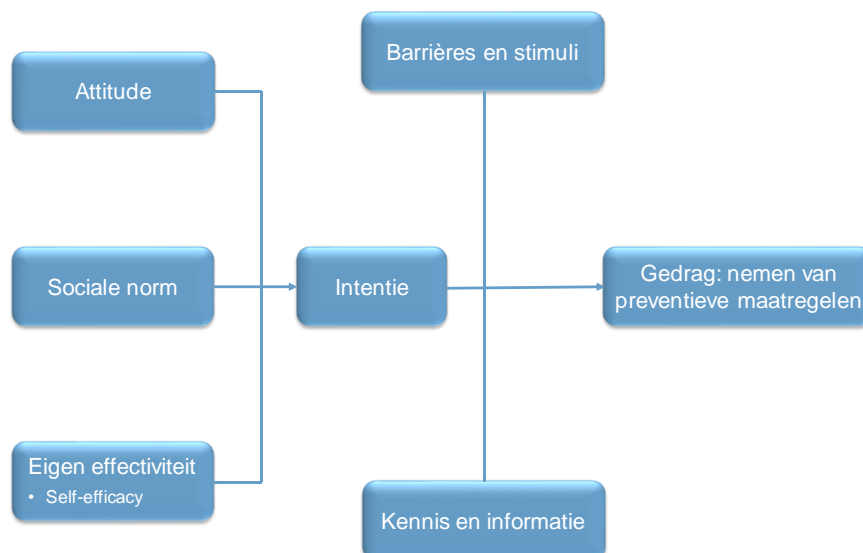 Barrières en stimuli
Attitude
Sociale norm
Intentie
Gedrag: nemen van
preventieve maatregelen
Eigen effectiviteit
• Self-efficacy
Kennis en informatie